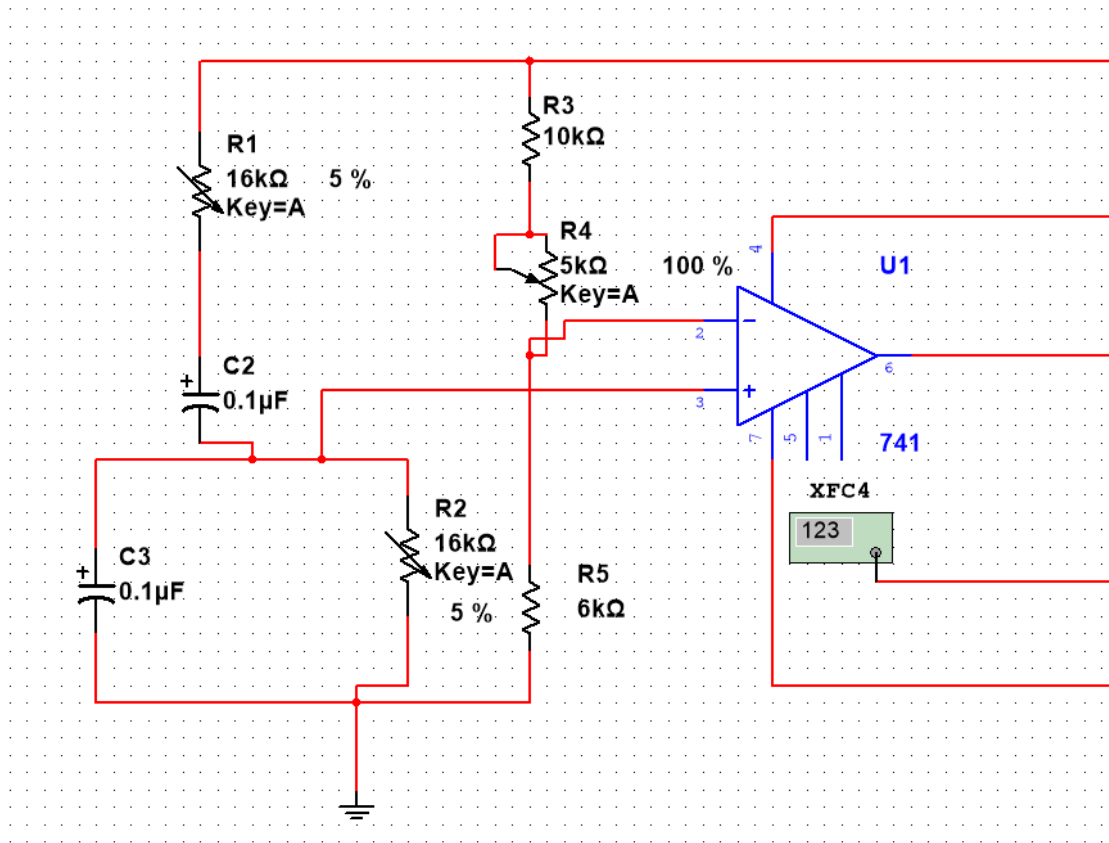 R3
10kΩ
R1
16kΩ 5 %
Key=A
R4
5kΩ 100 %
Key=A
4
U1
2
−
6
3
+
C2
+
0.1µF
7
5
1
741
XFC4
123
R2
16kΩ
Key=A
5 %
C3
+
0.1µF
R5
6kΩ